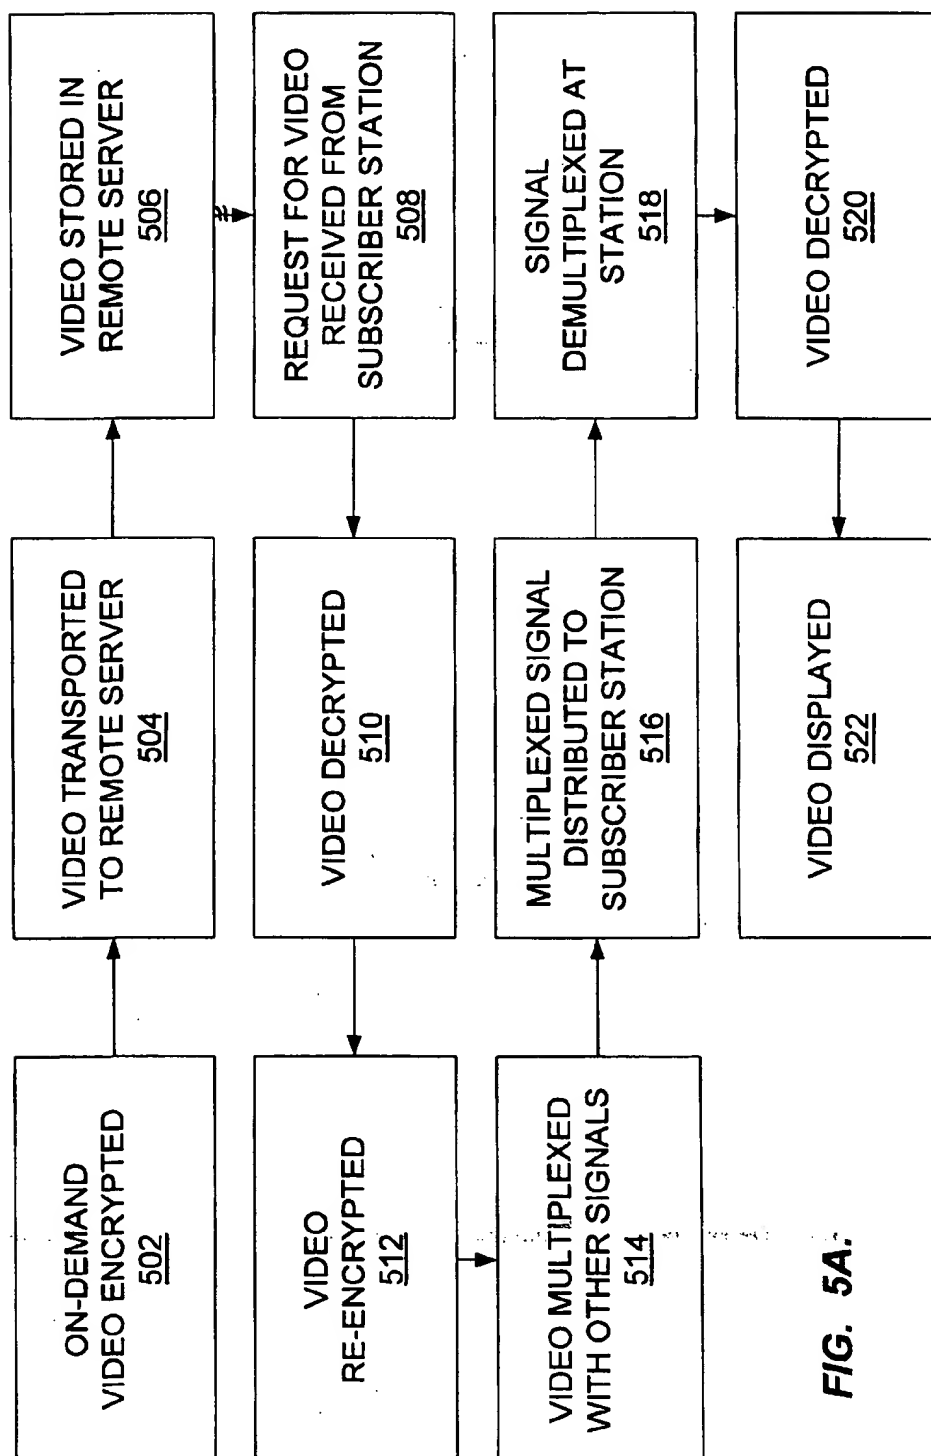 ON-DEMAND
VIDEO ENCRYPTED
502
VIDEO TRANSPORTED
TO REMOTE SERVER
504
VIDEO STORED IN
REMOTE SERVER
506
REQUEST FOR VIDEO
RECEIVED FROM
SUBSCRIBER STATION
508
VIDEO DECRYPTED
510
VIDEO
RE-ENCRYPTED
512
VIDEO MULTIPLEXED
WITH OTHER SIGNALS
514
MULTIPLEXED SIGNAL
DISTRIBUTED TO
SUBSCRIBER STATION
516
SIGNAL
DEMULTIPLEXED AT
STATION
518
VIDEO DECRYPTED
520
VIDEO DISPLAYED
522
FIG. 5A.